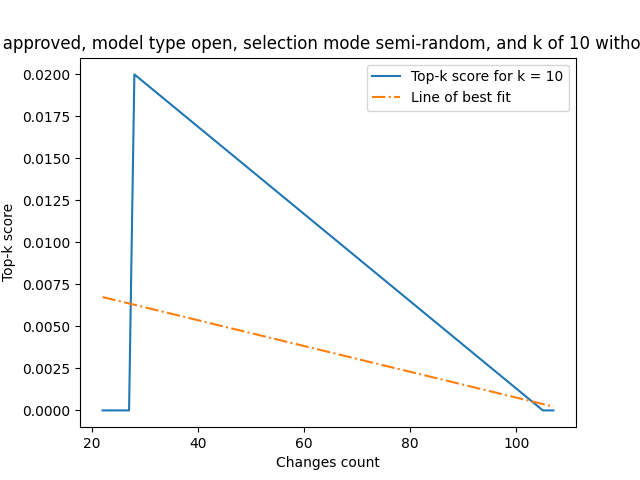 approved, model type open, selection mode semi-random, and k of 10 witho
Top-k score for k = 10
Line of best fit
0.0200
0.0175
0.0150
0.0125
0.0100
0.0075
0.0050
0.0025
0.0000
Top-k score
20 40 60 80 100
Changes count